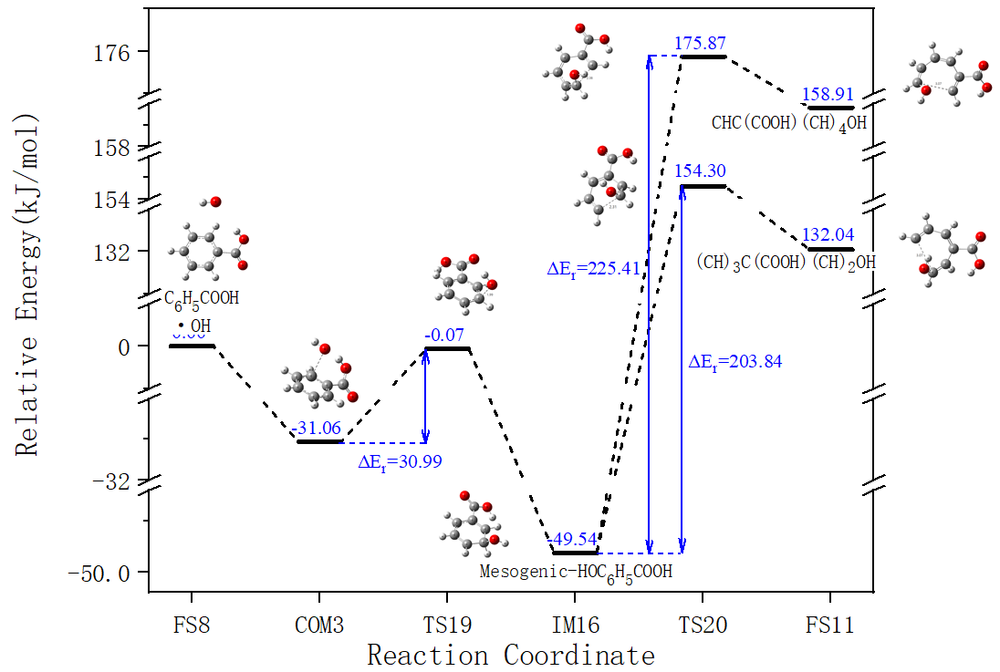 Relative Energy(kJ/mol)
176
158
154
132
0
-32
-50.0
C6H5COOH
•OH
-31.06
ΔEr=30.99
-0.07
-49.54
Mesogenic-HOC6H5COOH
ΔEr=225.41
ΔEr=203.84
175.87
154.30
158.91
CHC(COOH)(CH)4OH
132.04
(CH)3C(COOH)(CH)2OH
FS8 COM3 TS19 IM16 TS20 FS11
Reaction Coordinate